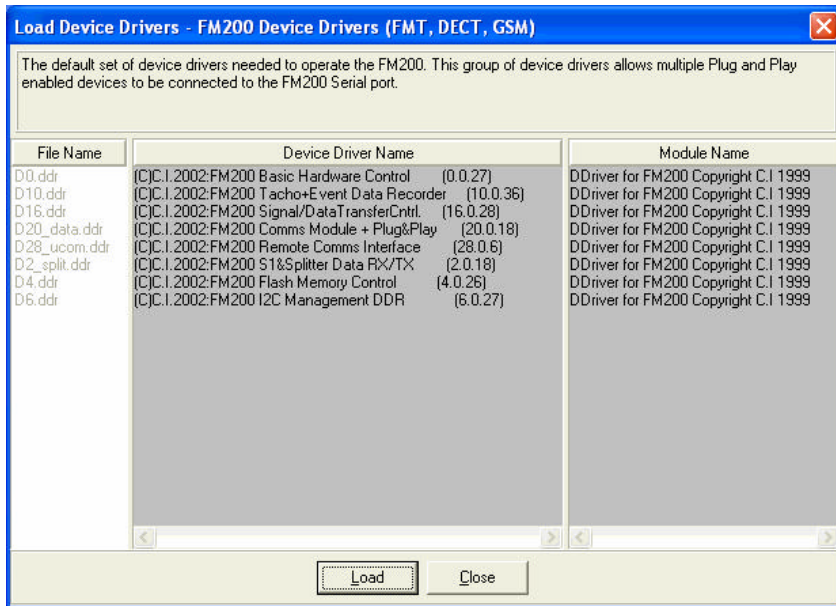 Load Device Drivers - FM200 Device Drivers (FMT, DECT, GSM)
The default set of device drivers needed to operate the FM200. This group of device drivers allows multiple Plug and Play
enabled devices to be connected to the FM200 Serial port.
File Name Device Driver Name Module Name
D0.ddr (C)C.I.2002:FM200 Basic Hardware Control (0.0.27) DDriver for FM200 Copyright C.I 1999
D10.ddr (C)C.I.2002:FM200 Tacho+Event Data Recorder (10.0.36) DDriver for FM200 Copyright C.I 1999
D16.ddr (C)C.I.2002:FM200 Signal/DataTransferCntrl. (16.0.28) DDriver for FM200 Copyright C.I 1999
D20_data.ddr (C)C.I.2002:FM200 Comms Module + Plug&Play (20.0.18) DDriver for FM200 Copyright C.I 1999
D28_ucom.ddr (C)C.I.2002:FM200 Remote Comms Interface (28.0.6) DDriver for FM200 Copyright C.I 1999
D2_split.ddr (C)C.I.2002:FM200 S1&Splitter Data RX/TX (2.0.18) DDriver for FM200 Copyright C.I 1999
D4.ddr (C)C.I.2002:FM200 Flash Memory Control (4.0.26) DDriver for FM200 Copyright C.I 1999
D6.ddr (C)C.I.2002:FM200 I2C Management DDR (6.0.27) DDriver for FM200 Copyright C.I 1999
Load Close